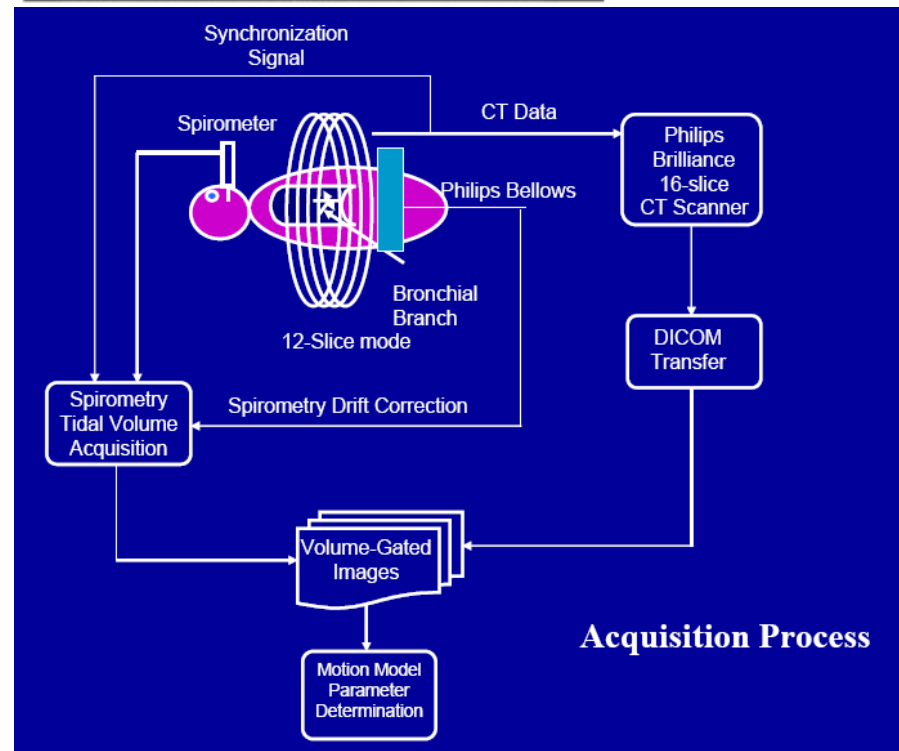 Synchronization
Signal
CT Data
Spirometer
Philips
Brilliance
16-slice
CT Scanner
Philips Bellows
Bronchial
Branch
12-Slice mode
DICOM
Transfer
Spirometry
Tidal Volume
Acquisition
Spirometry Drift Correction
Volume-Gated
Images
Acquisition Process
Motion Model
Parameter
Determination